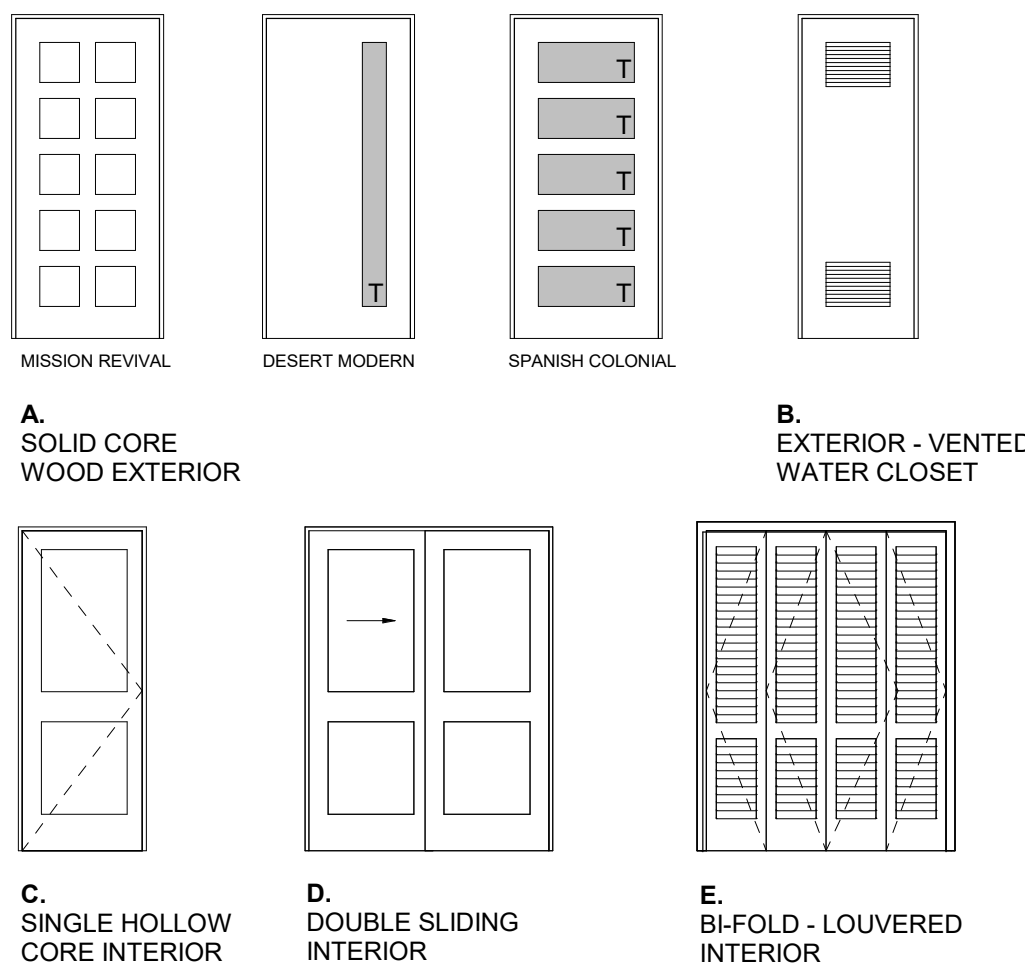 T
T
T
T
T
T
MISSION REVIVAL
DESERT MODERN
SPANISH COLONIAL
A.
SOLID CORE
WOOD EXTERIOR
B.
EXTERIOR - VENTED
WATER CLOSET
C.
SINGLE HOLLOW
CORE INTERIOR
D.
DOUBLE SLIDING
INTERIOR
E.
BI-FOLD - LOUVERED
INTERIOR